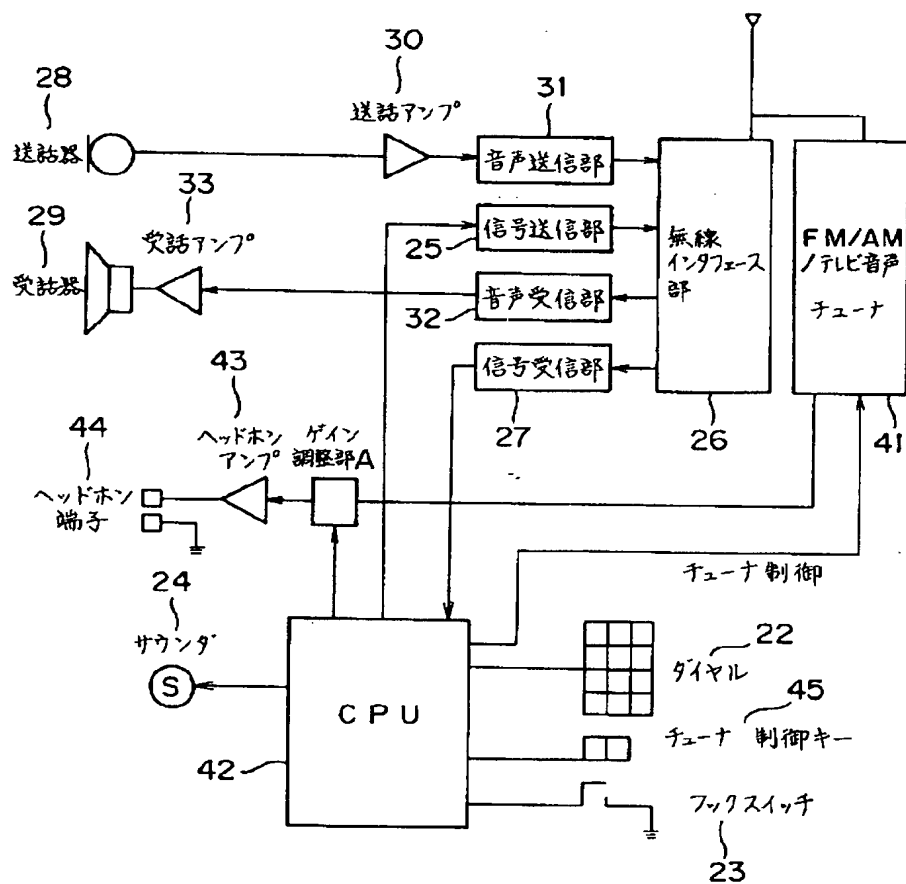 30
28
送話アンプ
31
送話器
音声送信部
33
29
受話アンプ
信号送信部
25
無線
インタフェース
部
FM/AM
/テレビ音声
チューナ
受話器
音声受信部
32
43
信号受信部
44
ヘッドホン
アンプ
ゲイン
調整部A
27
26
41
ヘッドホン
端子
チューナ制御
24
サウンダ
22
ダイヤル
S
45
CPU
チューナ 制御キー
42
フックスイッチ
23